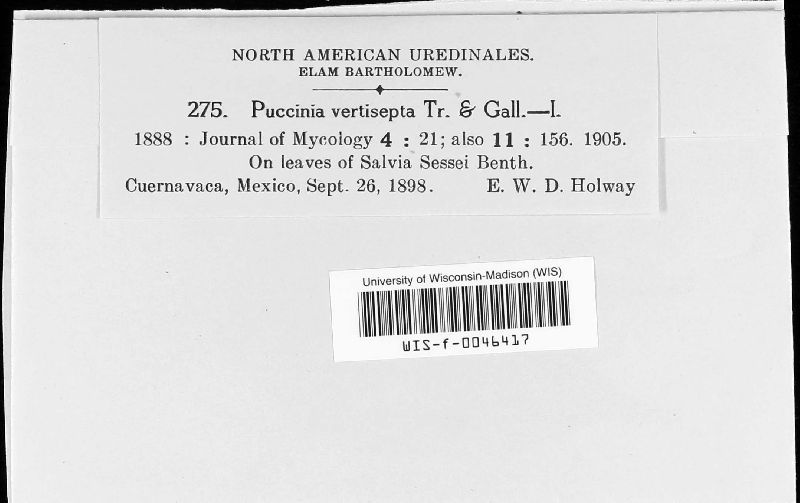 NORTH AMERICAN UREDINALES.
ELAM BARTHOLOMEW.
275. Puccinia vertisepta Tr. & Gall.—I.
1888 : Journal of Mycology 4 : 21; also 11 : 156. 1905.
On leaves of Salvia Sessei Benth.
Cuernavaca, Mexico, Sept. 26, 1898. E. W. D. Holway
University of Wisconsin-Madison (WIS)
WIS-f-0046417